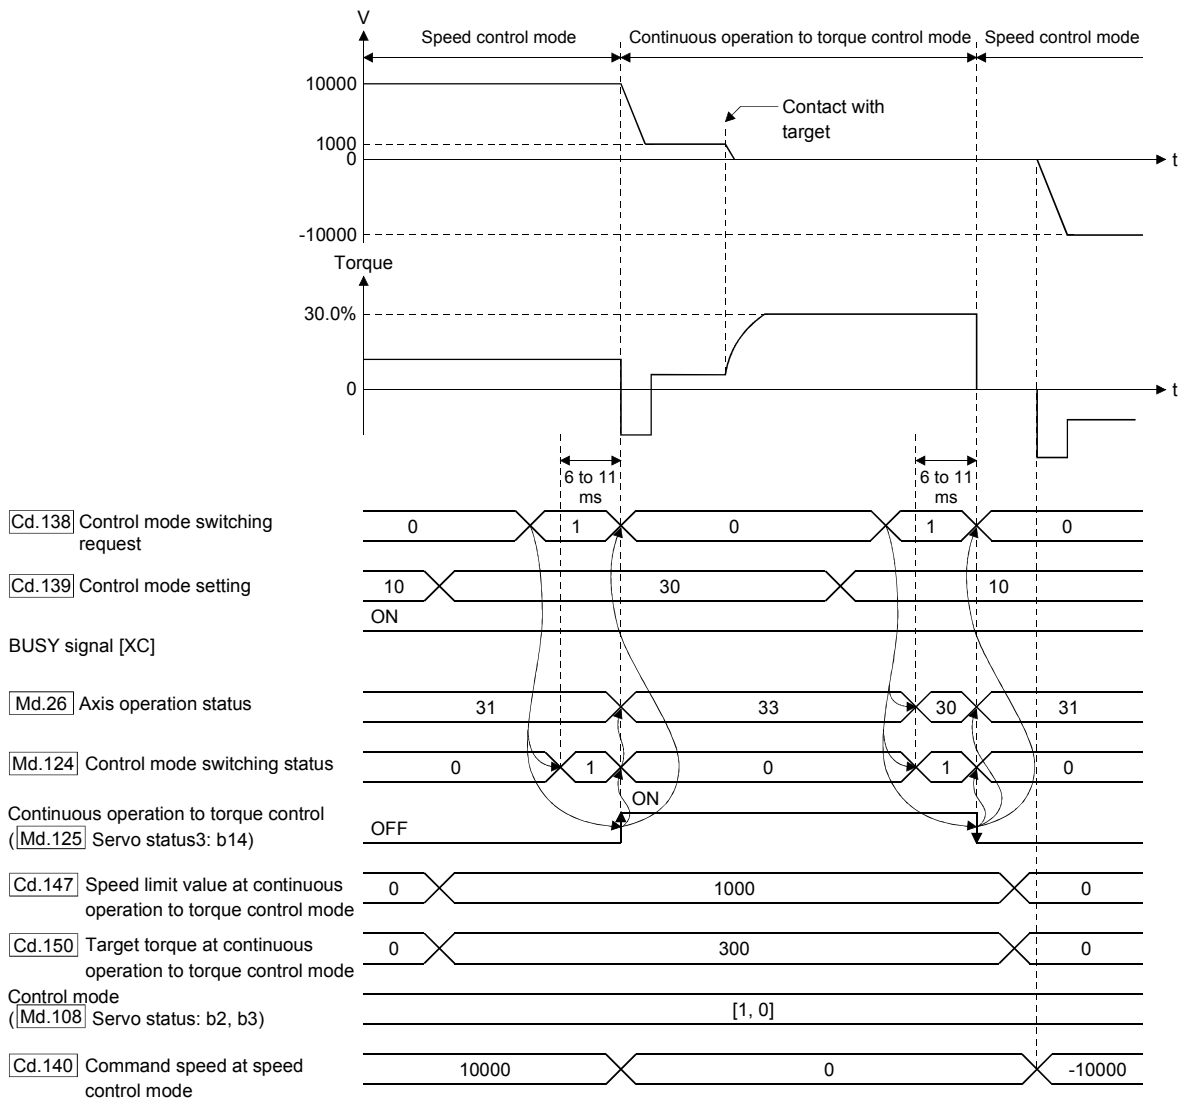 V
Speed control mode
Continuous operation to torque control mode
Speed control mode
10000
Contact with
target
1000
0
t
-10000
Torque
30.0%
0
t
6 to 11
ms
6 to 11
ms
Cd.138 Control mode switching
request
0
1
0
1
0
Cd.139 Control mode setting
10
30
10
ON
BUSY signal [XC]
Md.26 Axis operation status
31
33
30
31
Md.124 Control mode switching status
0
1
0
1
0
Continuous operation to torque control
(Md.125 Servo status3: b14)
OFF
ON
Cd.147 Speed limit value at continuous
operation to torque control mode
0
1000
0
Cd.150 Target torque at continuous
operation to torque control mode
0
300
0
Control mode
(Md.108 Servo status: b2, b3)
[1, 0]
Cd.140 Command speed at speed
control mode
10000
0
-10000